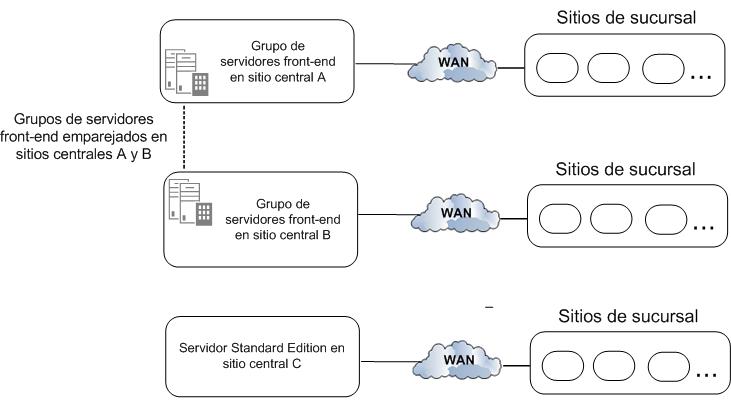 Sitios de sucursal
Grupo de
servidores front-end
en sitio central A
WAN
...
Grupos de servidores
front-end emparejados en
sitios centrales A y B
Sitios de sucursal
Grupo de
servidores front-end
en sitio central B
WAN
...
Sitios de sucursal
Servidor Standard Edition en
sitio central C
WAN
...